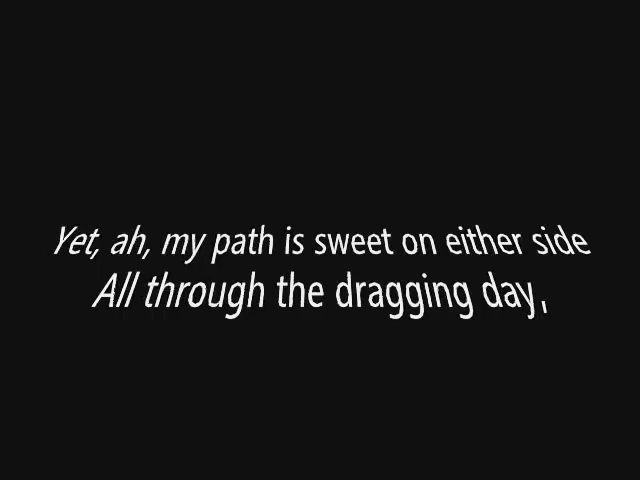 Yet, ah, my path is sweet on either side
All through the dragging day,